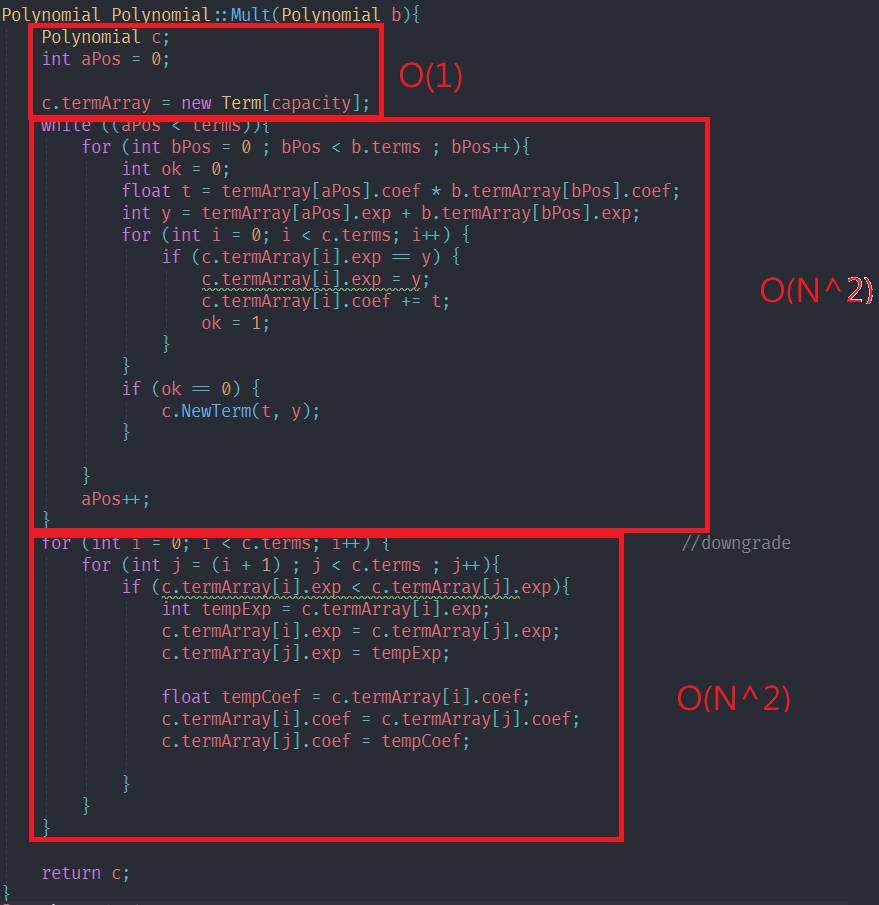 Polynomial Polynomial::Mult(Polynomial b){
Polynomial c;
int aPos = 0;
O(1)
c.termArray = new Term[capacity];
while ((aPos < terms)){
for (int bPos = 0 ; bPos < b.terms ; bPos++){
int ok = 0;
float t = termArray[aPos].coef * b.termArray[bPos].coef;
int y = termArray[aPos].exp + b.termArray[bPos].exp;
for (int i = 0; i < c.terms; i++) {
if (c.termArray[i].exp == y) {
c.termArray[i].exp = y;
O(N^2)
c.termArray[i].coef += t;
ok = 1;
}
}
if (ok == 0) {
c.NewTerm(t, y);
}
}
aPos++;
}
for (int i = 0; i < c.terms; i++) { //downgrade
for (int j = (i + 1) ; j < c.terms ; j++){
if (c.termArray[i].exp < c.termArray[j].exp){
int tempExp = c.termArray[i].exp;
c.termArray[i].exp = c.termArray[j].exp;
c.termArray[j].exp = tempExp;
float tempCoef = c.termArray[i].coef;
O(N^2)
c.termArray[i].coef = c.termArray[j].coef;
c.termArray[j].coef = tempCoef;
}
}
}
return c;
}